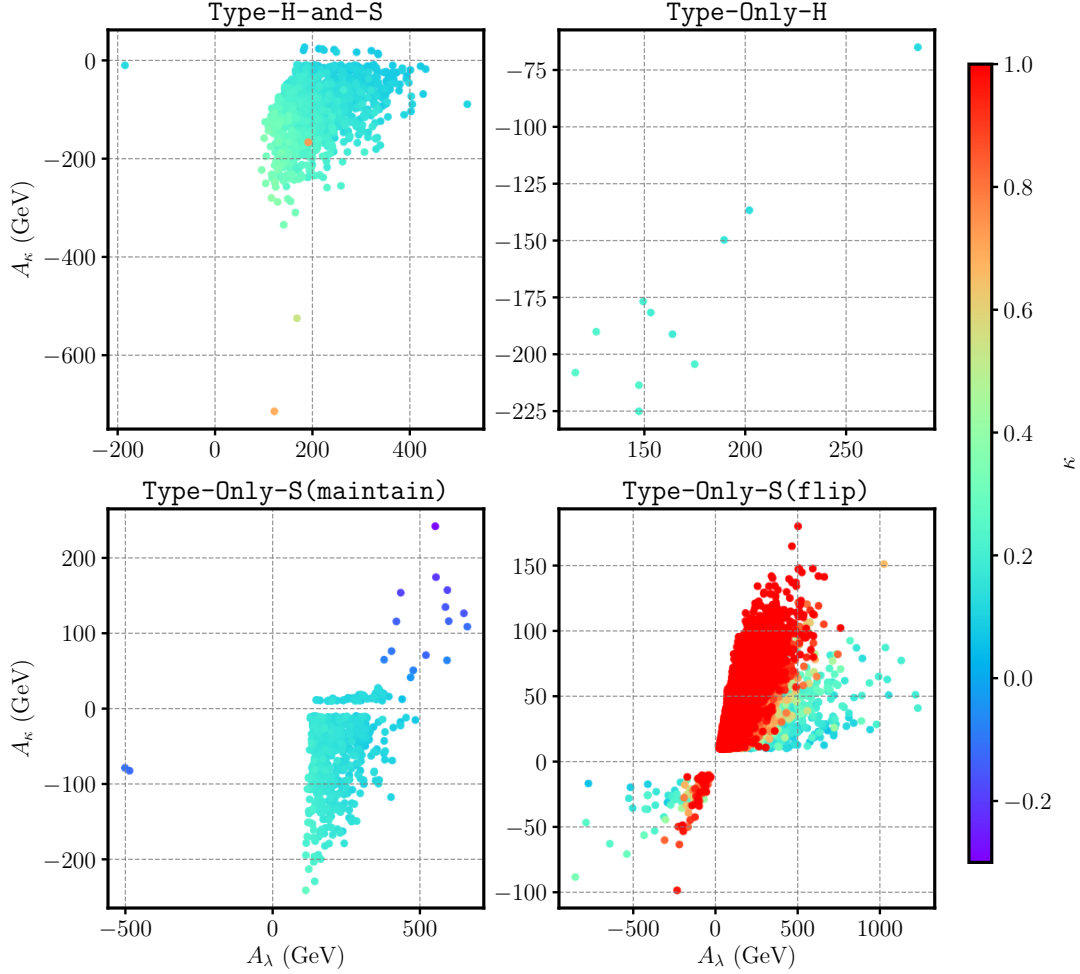 Type-H-and-S
Type-Only-H
0
−200
−400
−600
A_κ (GeV)
−200 0 200 400
−75
−100
−125
−150
−175
−200
−225
150 200 250
Type-Only-S(maintain)
Type-Only-S(flip)
200
100
0
−100
−200
A_κ (GeV)
−500 0 500
A_λ (GeV)
150
100
50
0
−50
−100
−500 0 500 1000
A_λ (GeV)
1.0
0.8
0.6
0.4
0.2
0.0
−0.2
κ